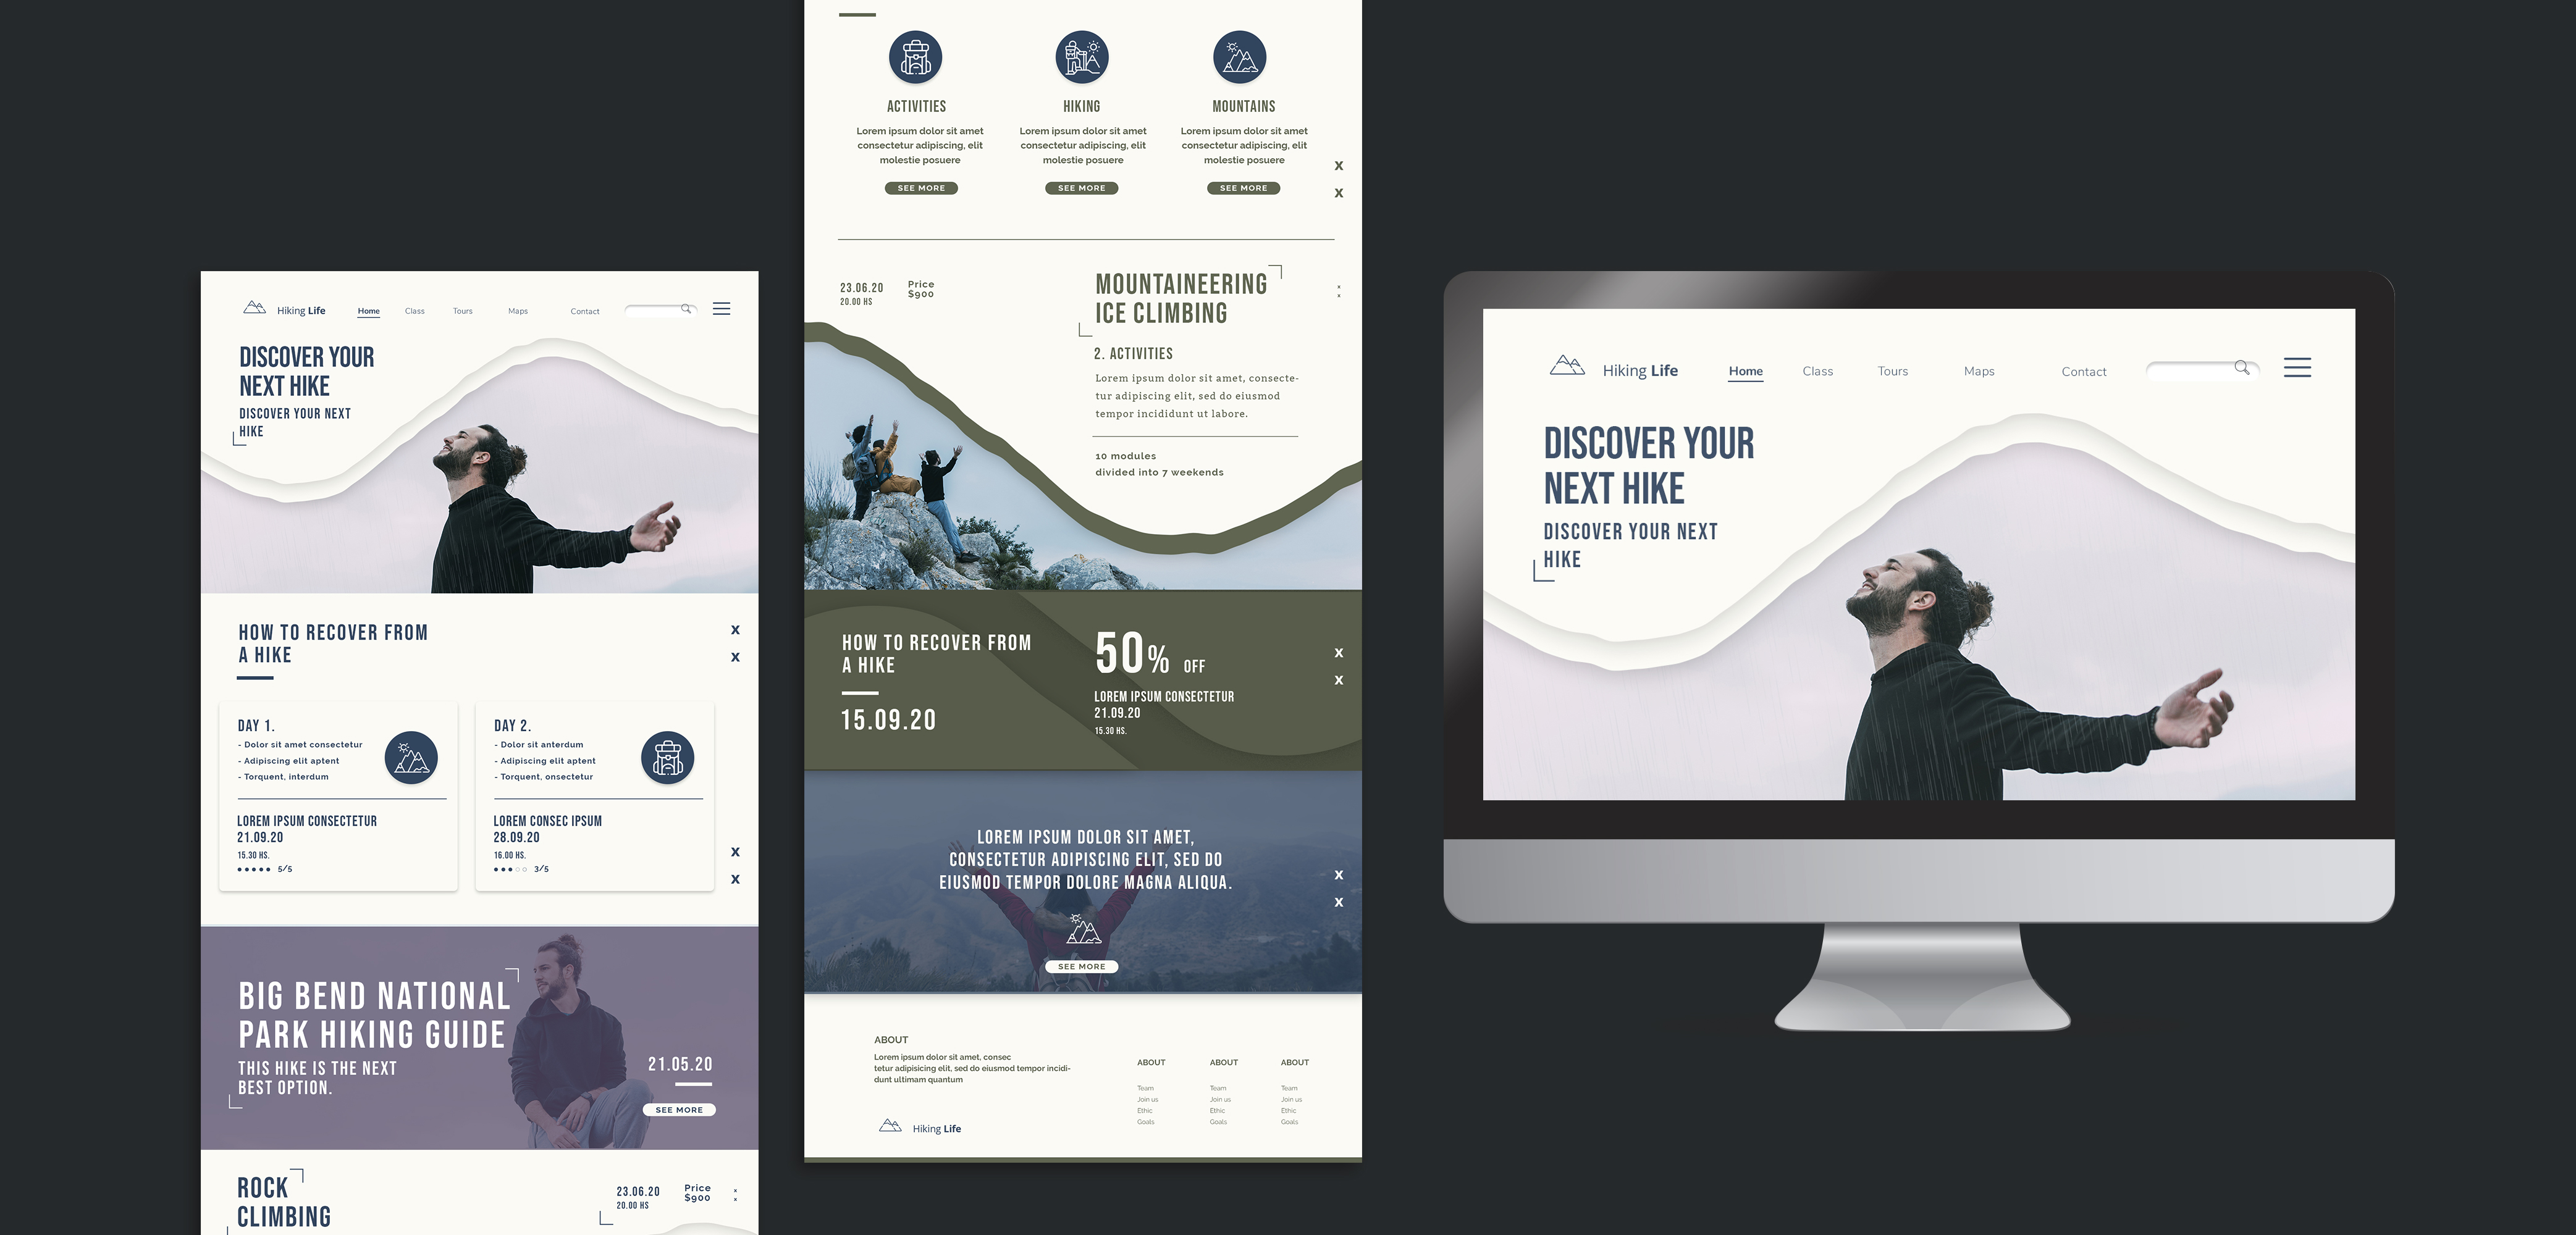 Hiking Life
Home
Class
Tours
Maps
Contact
DISCOVER YOUR
NEXT HIKE
DISCOVER YOUR NEXT
HIKE
HOW TO RECOVER FROM
A HIKE
X
X
DAY 1.
- Dolor sit amet consectetur
- Adipiscing elit aptent
- Torquent, interdum
LOREM IPSUM CONSECTETUR
21.09.20
15.30 HS.
5/5
DAY 2.
- Dolor sit anterdum
- Adipiscing elit aptent
- Torquent, onsectetur
LOREM CONSEC IPSUM
28.09.20
16.00 HS.
3/5
X
X
BIG BEND NATIONAL
PARK HIKING GUIDE
THIS HIKE IS THE NEXT
BEST OPTION.
21.05.20
SEE MORE
ROCK
CLIMBING
23.06.20
20.00 HS
Price
$900
x
x
ACTIVITIES
Lorem ipsum dolor sit amet
consectetur adipiscing, elit
molestie posuere
SEE MORE
HIKING
Lorem ipsum dolor sit amet
consectetur adipiscing, elit
molestie posuere
SEE MORE
MOUNTAINS
Lorem ipsum dolor sit amet
consectetur adipiscing, elit
molestie posuere
SEE MORE
X
X
23.06.20
20.00 HS
Price
$900
MOUNTAINEERING
ICE CLIMBING
x
x
2. ACTIVITIES
Lorem ipsum dolor sit amet, consecte-
tur adipiscing elit, sed do eiusmod
tempor incididunt ut labore.
10 modules
divided into 7 weekends
HOW TO RECOVER FROM
A HIKE
15.09.20
50% OFF
LOREM IPSUM CONSECTETUR
21.09.20
15.30 HS.
X
X
LOREM IPSUM DOLOR SIT AMET,
CONSECTETUR ADIPISCING ELIT, SED DO
EIUSMOD TEMPOR DOLORE MAGNA ALIQUA.
SEE MORE
X
X
ABOUT
Lorem ipsum dolor sit amet, consec
tetur adipisicing elit, sed do eiusmod tempor incidi-
dunt ultimam quantum
Hiking Life
ABOUT
Team
Join us
Ethic
Goals
ABOUT
Team
Join us
Ethic
Goals
ABOUT
Team
Join us
Ethic
Goals
Hiking Life
Home
Class
Tours
Maps
Contact
DISCOVER YOUR
NEXT HIKE
DISCOVER YOUR NEXT
HIKE